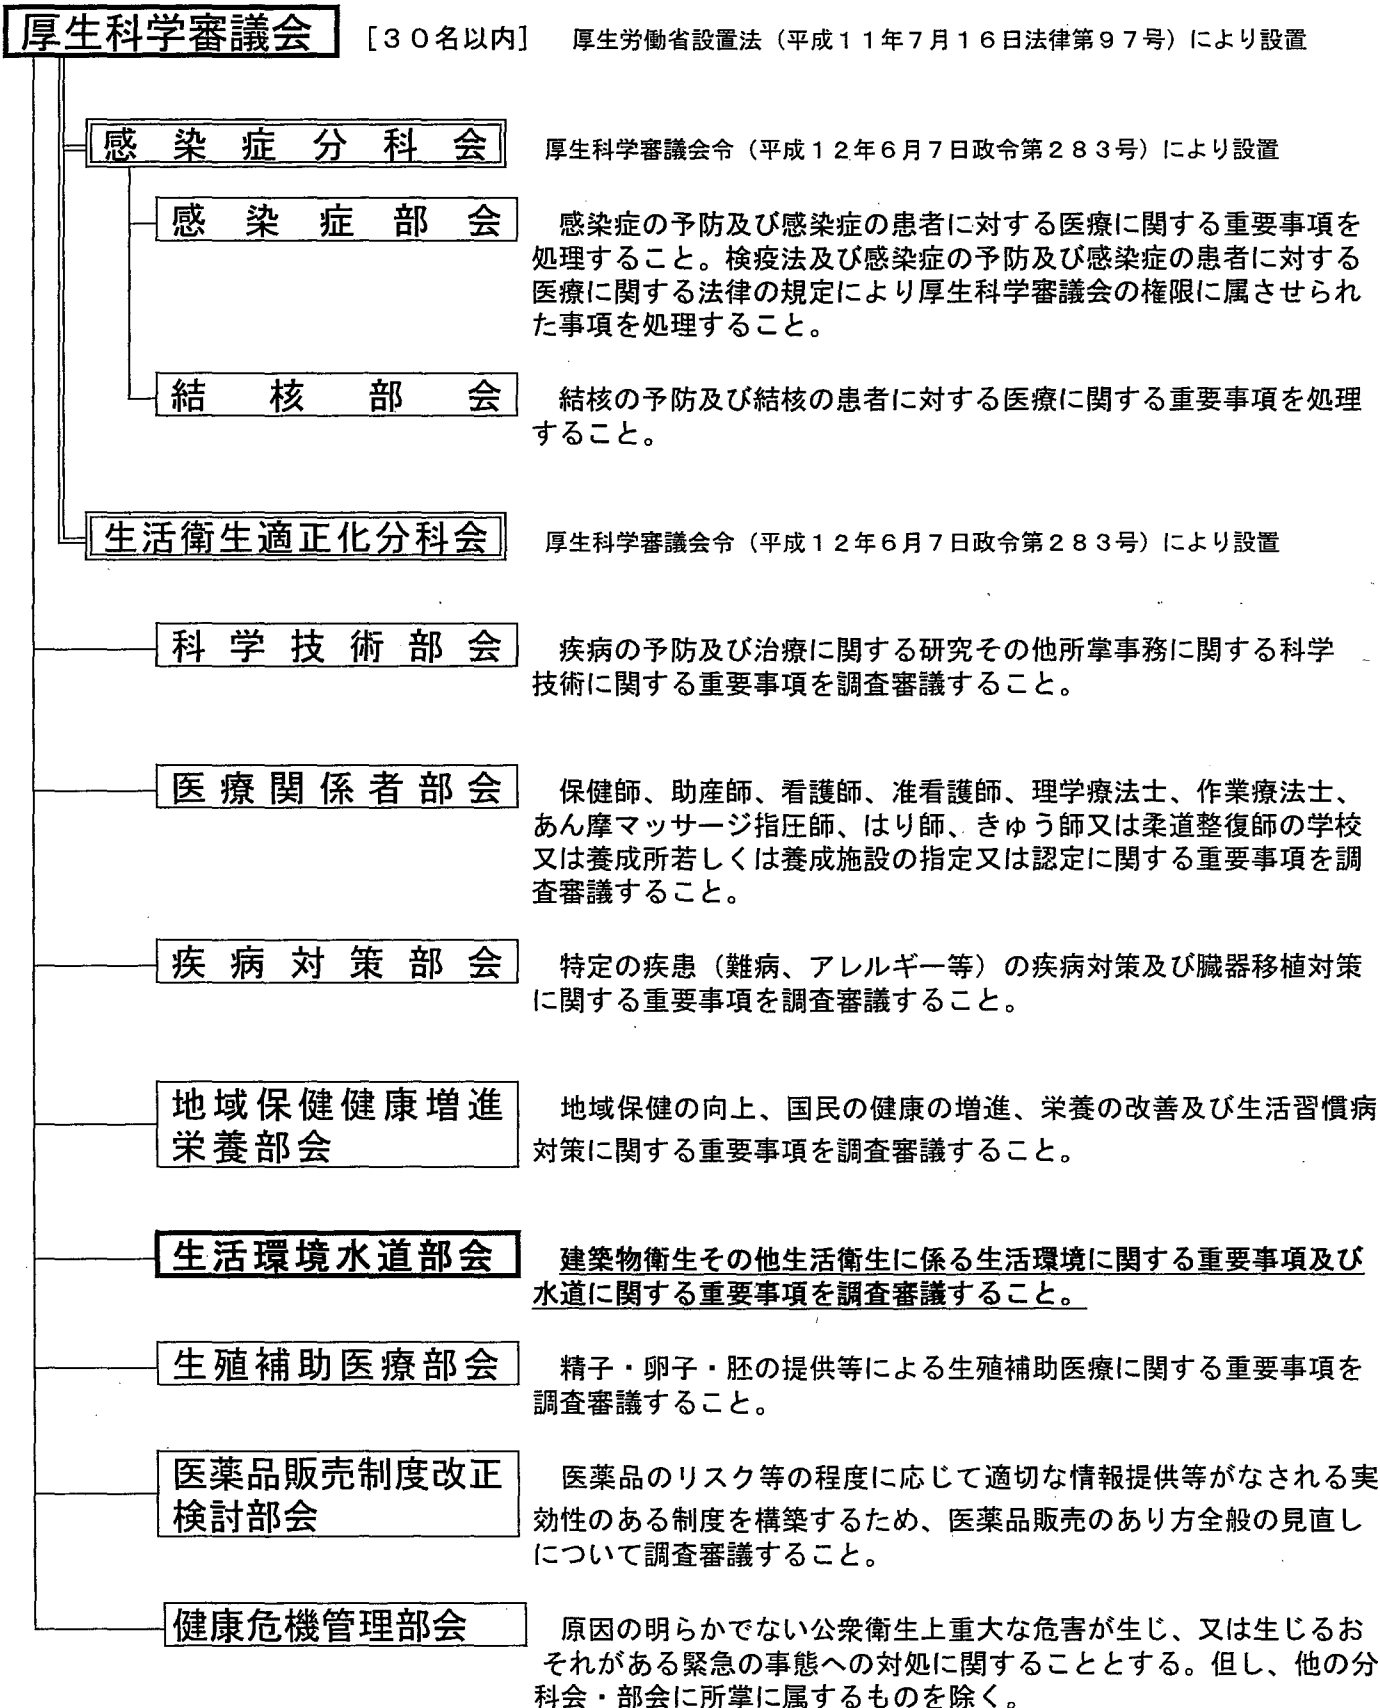 厚生科学審議会 [30名以内] 厚生労働省設置法（平成11年7月16日法律第97号）により設置
感染症分科会 厚生科学審議会令（平成12年6月7日政令第283号）により設置
感染症部会 感染症の予防及び感染症の患者に対する医療に関する重要事項を
処理すること。検疫法及び感染症の予防及び感染症の患者に対する
医療に関する法律の規定により厚生科学審議会の権限に属させられ
た事項を処理すること。
結核部会 結核の予防及び結核の患者に対する医療に関する重要事項を処理
すること。
生活衛生適正化分科会 厚生科学審議会令（平成12年6月7日政令第283号）により設置
科学技術部会 疾病の予防及び治療に関する研究その他所掌事務に関する科学
技術に関する重要事項を調査審議すること。
医療関係者部会 保健師、助産師、看護師、准看護師、理学療法士、作業療法士、
あん摩マッサージ指圧師、はり師、きゅう師又は柔道整復師の学校
又は養成所若しくは養成施設の指定又は認定に関する重要事項を調
査審議すること。
疾病対策部会 特定の疾患（難病、アレルギー等）の疾病対策及び臓器移植対策
に関する重要事項を調査審議すること。
地域保健健康増進
栄養部会
地域保健の向上、国民の健康の増進、栄養の改善及び生活習慣病
対策に関する重要事項を調査審議すること。
生活環境水道部会 建築物衛生その他生活衛生に係る生活環境に関する重要事項及び
水道に関する重要事項を調査審議すること。
生殖補助医療部会 精子・卵子・胚の提供等による生殖補助医療に関する重要事項を
調査審議すること。
医薬品販売制度改正
検討部会
医薬品のリスク等の程度に応じて適切な情報提供等がなされる実
効性のある制度を構築するため、医薬品販売のあり方全般の見直し
について調査審議すること。
健康危機管理部会 原因の明らかでない公衆衛生上重大な危害が生じ、又は生じるお
それがある緊急の事態への対処に関することとする。但し、他の分
科会・部会に所掌に属するものを除く。